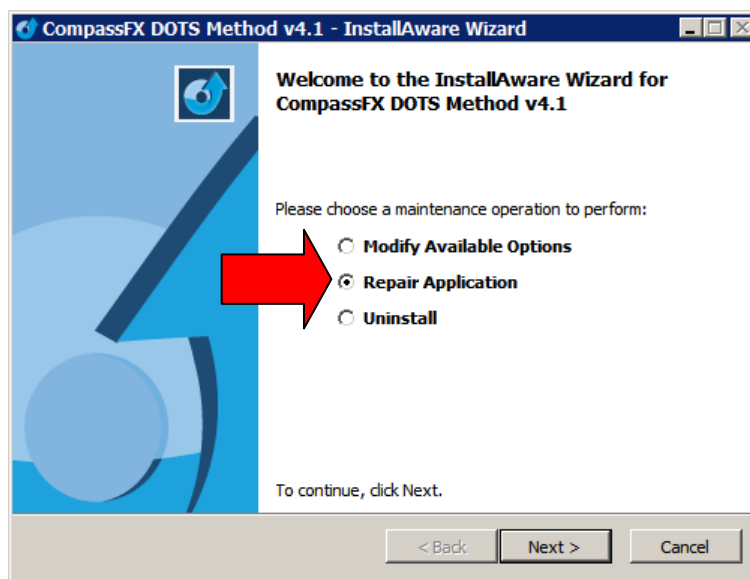 CompassFX DOTS Method v4.1 - InstallAware Wizard
Welcome to the InstallAware Wizard for
CompassFX DOTS Method v4.1
Please choose a maintenance operation to perform:
Modify Available Options
Repair Application
Uninstall
To continue, click Next.
< Back
Next >
Cancel